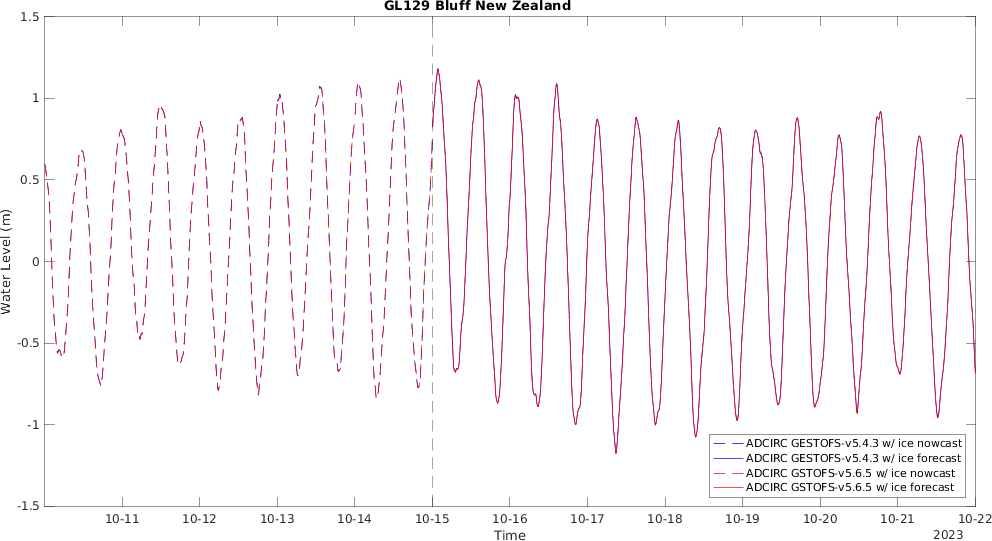 GL129 Bluff New Zealand
1.5
1
0.5
0
-0.5
-1
-1.5
Water Level (m)
10-11 10-12 10-13 10-14 10-15 10-16 10-17 10-18 10-19 10-20 10-21 10-22
Time
2023
ADCIRC GESTOFS-v5.4.3 w/ ice nowcast
ADCIRC GESTOFS-v5.4.3 w/ ice forecast
ADCIRC GSTOFS-v5.6.5 w/ ice nowcast
ADCIRC GSTOFS-v5.6.5 w/ ice forecast